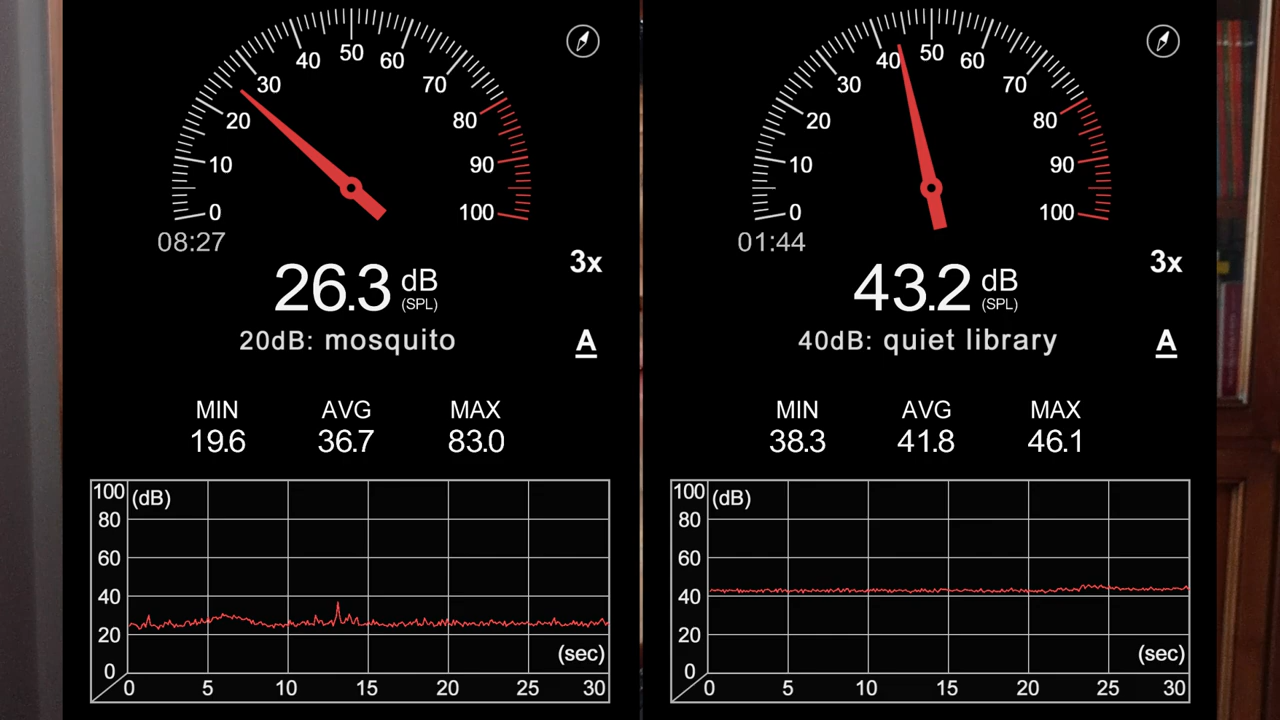 50
40
60
30
70
20
80
10
90
0
100
08:27
3x
26.3 dB
(SPL)
20dB: mosquito
A
MIN AVG MAX
19.6 36.7 83.0
100 (dB)
80
60
40
20
(sec)
0
0 5 10 15 20 25 30
50
40
60
30
70
20
80
10
90
0
100
01:44
3x
43.2 dB
(SPL)
40dB: quiet library
A
MIN AVG MAX
38.3 41.8 46.1
100 (dB)
80
60
40
20
(sec)
0
0 5 10 15 20 25 30